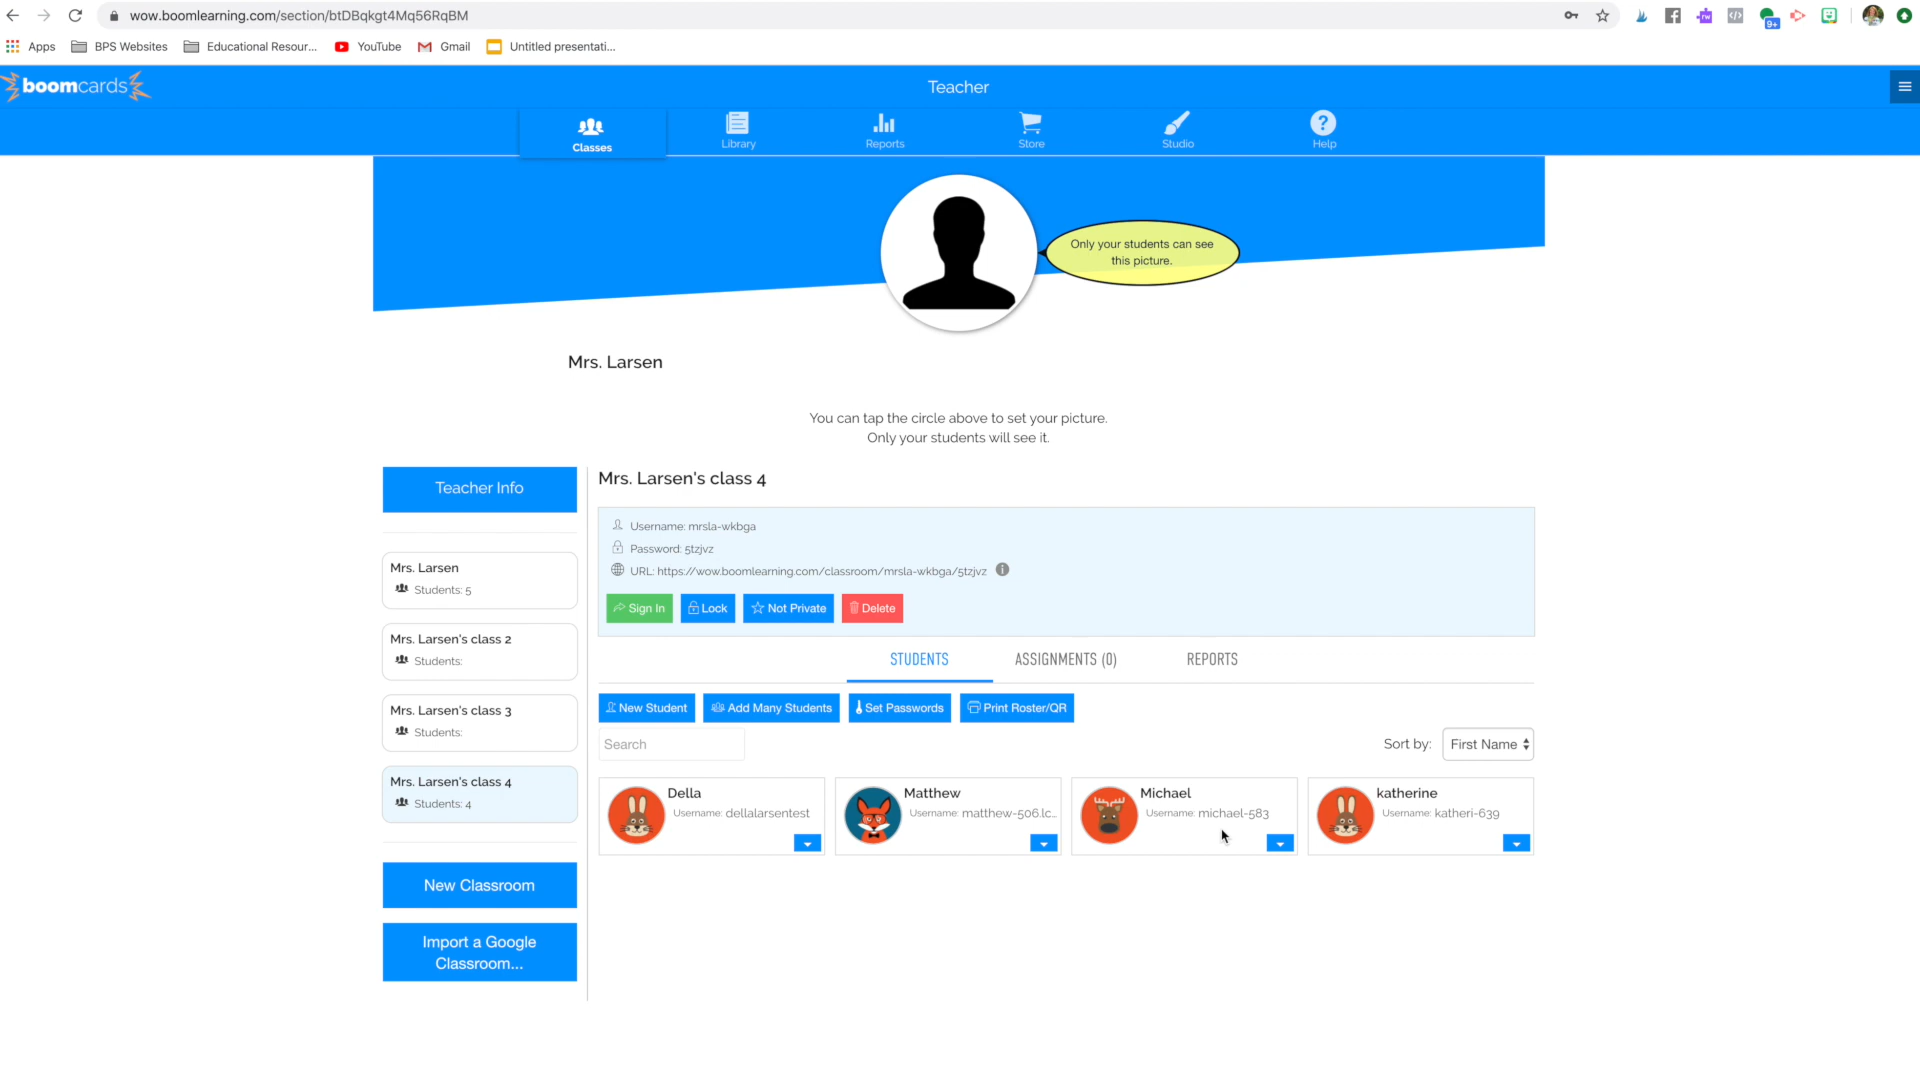 wow.boomlearning.com/section/btDBqkgt4Mq56RqBM
9+
Apps
BPS Websites
Educational Resour...
YouTube
Gmail
Untitled presentati...
boomcards
Teacher
Classes
Library
Reports
Store
Studio
Help
Only your students can see
this picture.
Mrs. Larsen
You can tap the circle above to set your picture.
Only your students will see it.
Teacher Info
Mrs. Larsen
Students: 5
Mrs. Larsen's class 2
Students:
Mrs. Larsen's class 3
Students:
Mrs. Larsen's class 4
Students: 4
New Classroom
Import a Google
Classroom...
Mrs. Larsen's class 4
Username: mrsla-wkbga
Password: 5tzjvz
URL: https://wow.boomlearning.com/classroom/mrsla-wkbga/5tzjvz
Sign In
Lock
Not Private
Delete
STUDENTS
ASSIGNMENTS (0)
REPORTS
New Student
Add Many Students
Set Passwords
Print Roster/QR
Search
Sort by:
First Name
Della
Username: dellalarsentest
Matthew
Username: matthew-506.lc...
Michael
Username: michael-583
katherine
Username: katheri-639